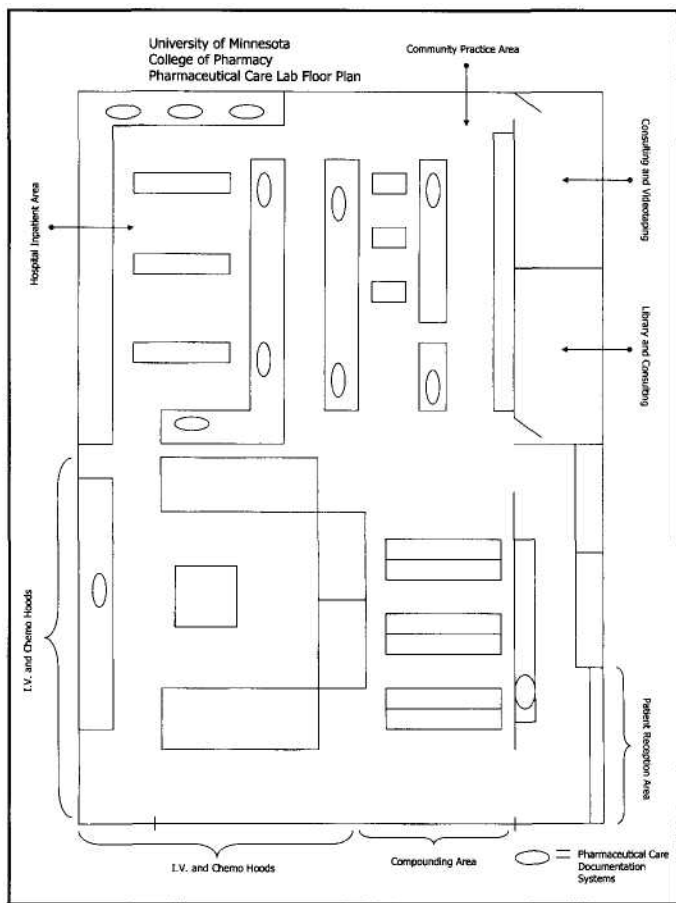 University of Minnesota
College of Pharmacy
Pharmaceutical Care Lab Floor Plan
Community Practice Area
Consulting and Videotaping
Hospital Inpatient Area
Library and Consulting
I.V. and Chemo Hoods
Patient Reception Area
I.V. and Chemo Hoods
Compounding Area
= Pharmaceutical Care
Documentation
Systems